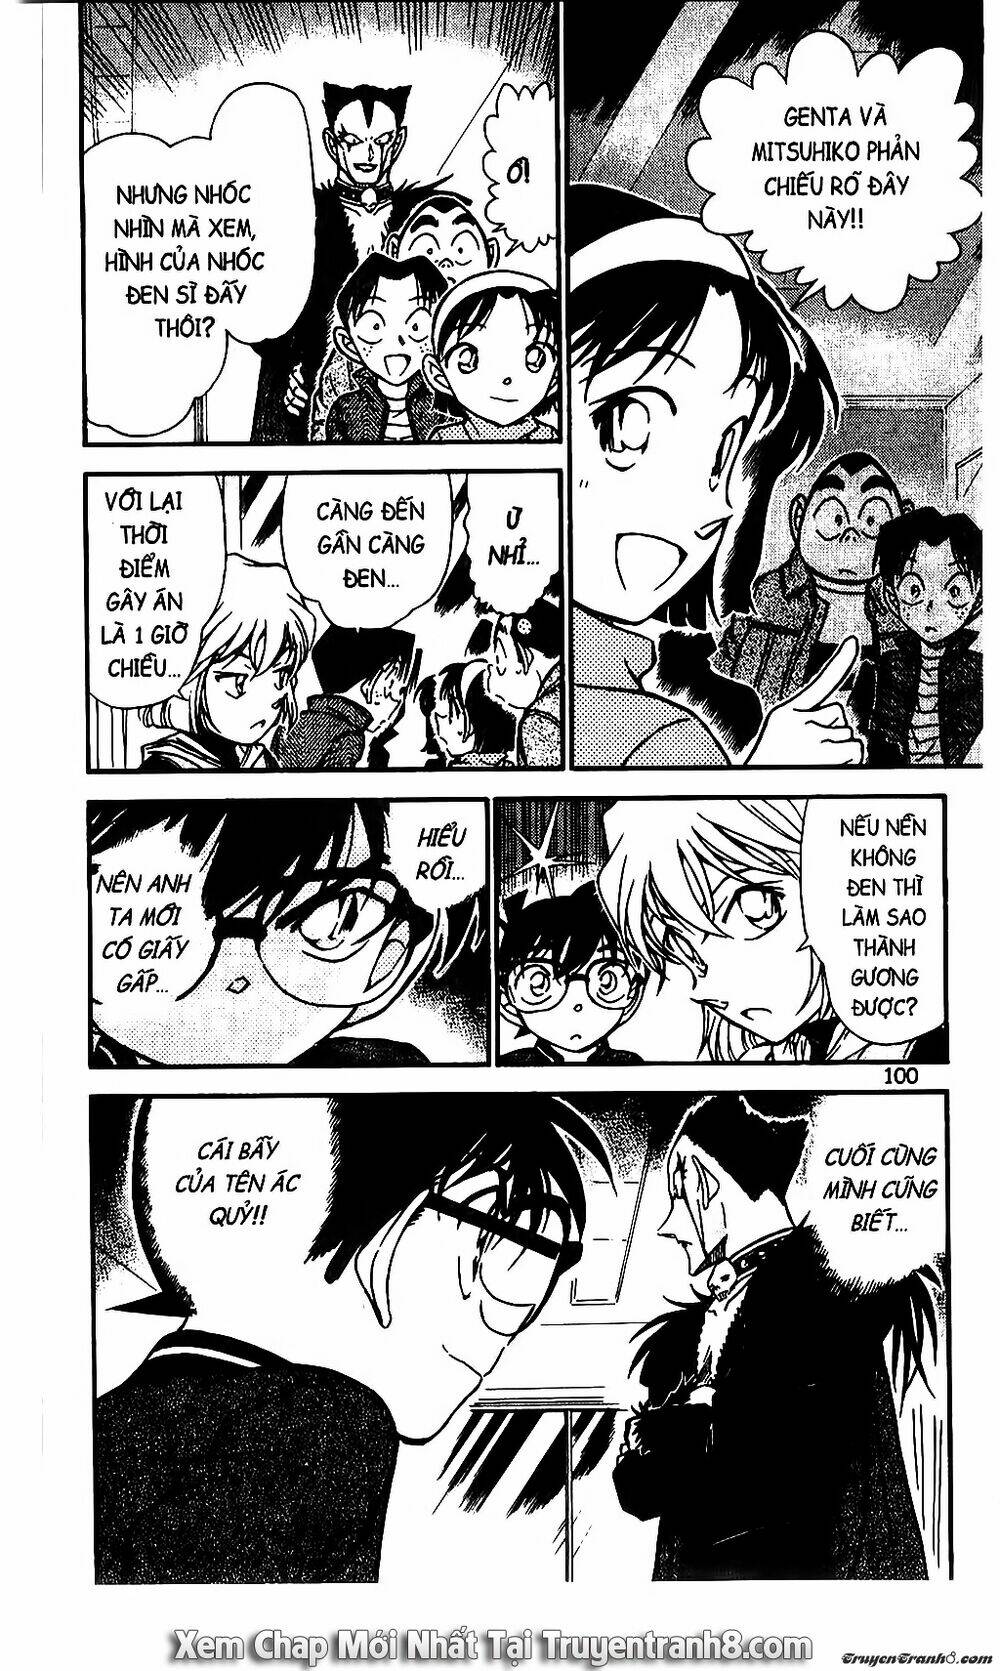 GENTA VÀ
MITSUHIKO PHẢN
CHIẾU RÕ ĐÂY
NÀY!!
Ơ!
NHƯNG NHÓC
NHÌN MÀ XEM,
HÌNH CỦA NHÓC
ĐEN SÌ ĐẤY
THÔI?
Ừ
NHỈ...
CÀNG ĐẾN
GẦN CÀNG
ĐEN...
VỚI LẠI
THỜI
ĐIỂM
GÂY ÁN
LÀ 1 GIỜ
CHIỀU...
NẾU NỀN
KHÔNG
ĐEN THÌ
LÀM SAO
THÀNH
GƯƠNG
ĐƯỢC?
HIỂU
RỒI...
NÊN ANH
TA MỚI
CÓ GIẤY
GẤP...
100
CUỐI CÙNG
MÌNH CŨNG
BIẾT...
CÁI BẪY
CỦA TÊN ÁC
QUỶ!!
Xem Chap Mới Nhất Tại Truyentranh8.com
TruyenTranh8.com